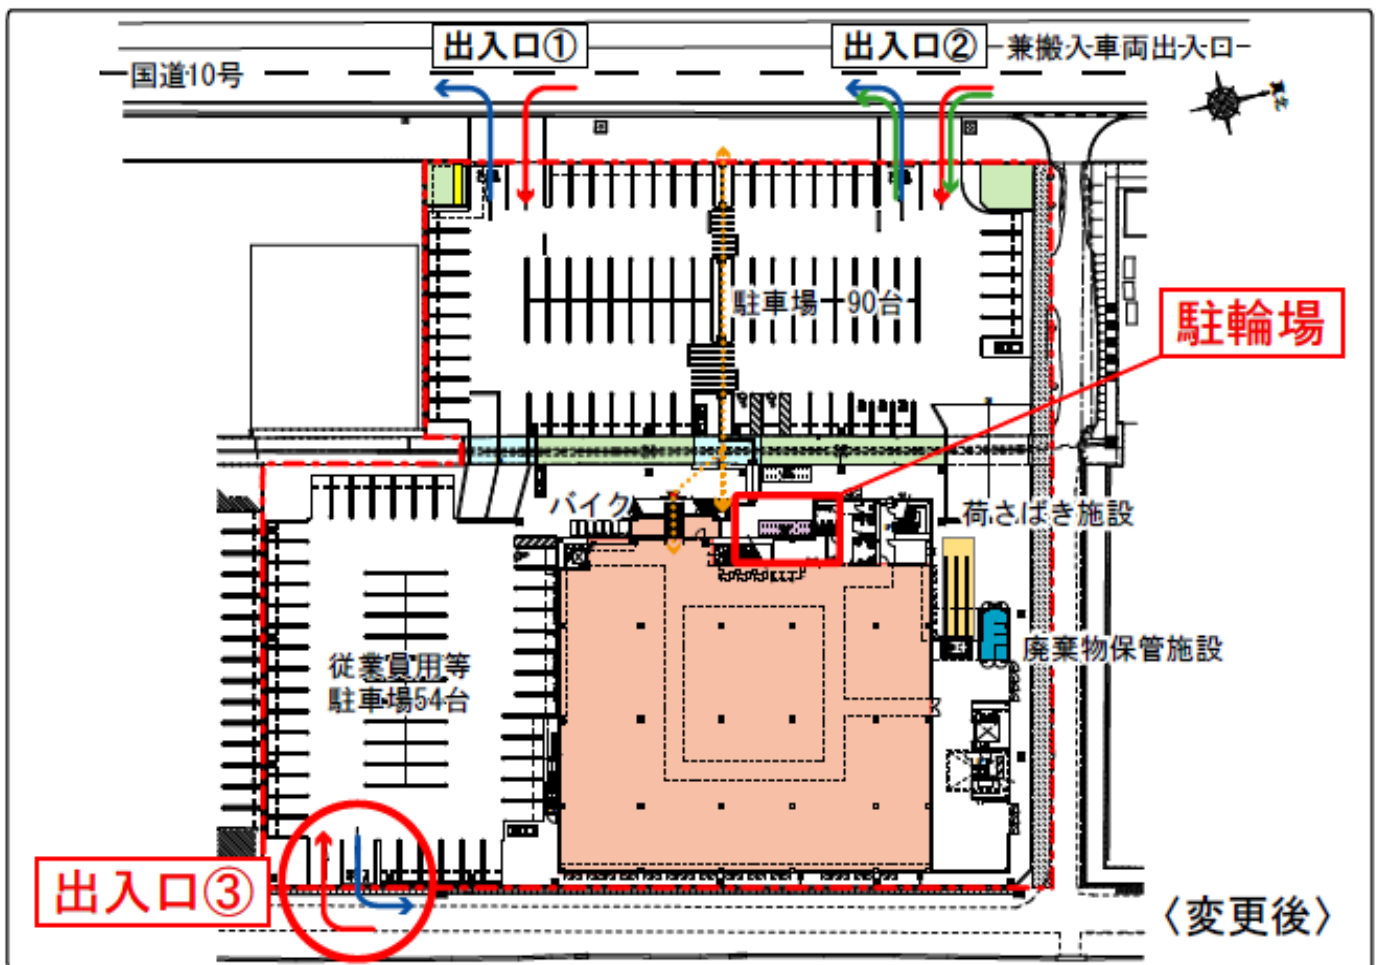 出入口①
出入口②
兼搬入車両出入口
国道10号
駐車場 90台
駐輪場
バイク
荷さばき施設
廃棄物保管施設
従業員用等
駐車場54台
出入口③
〈変更後〉